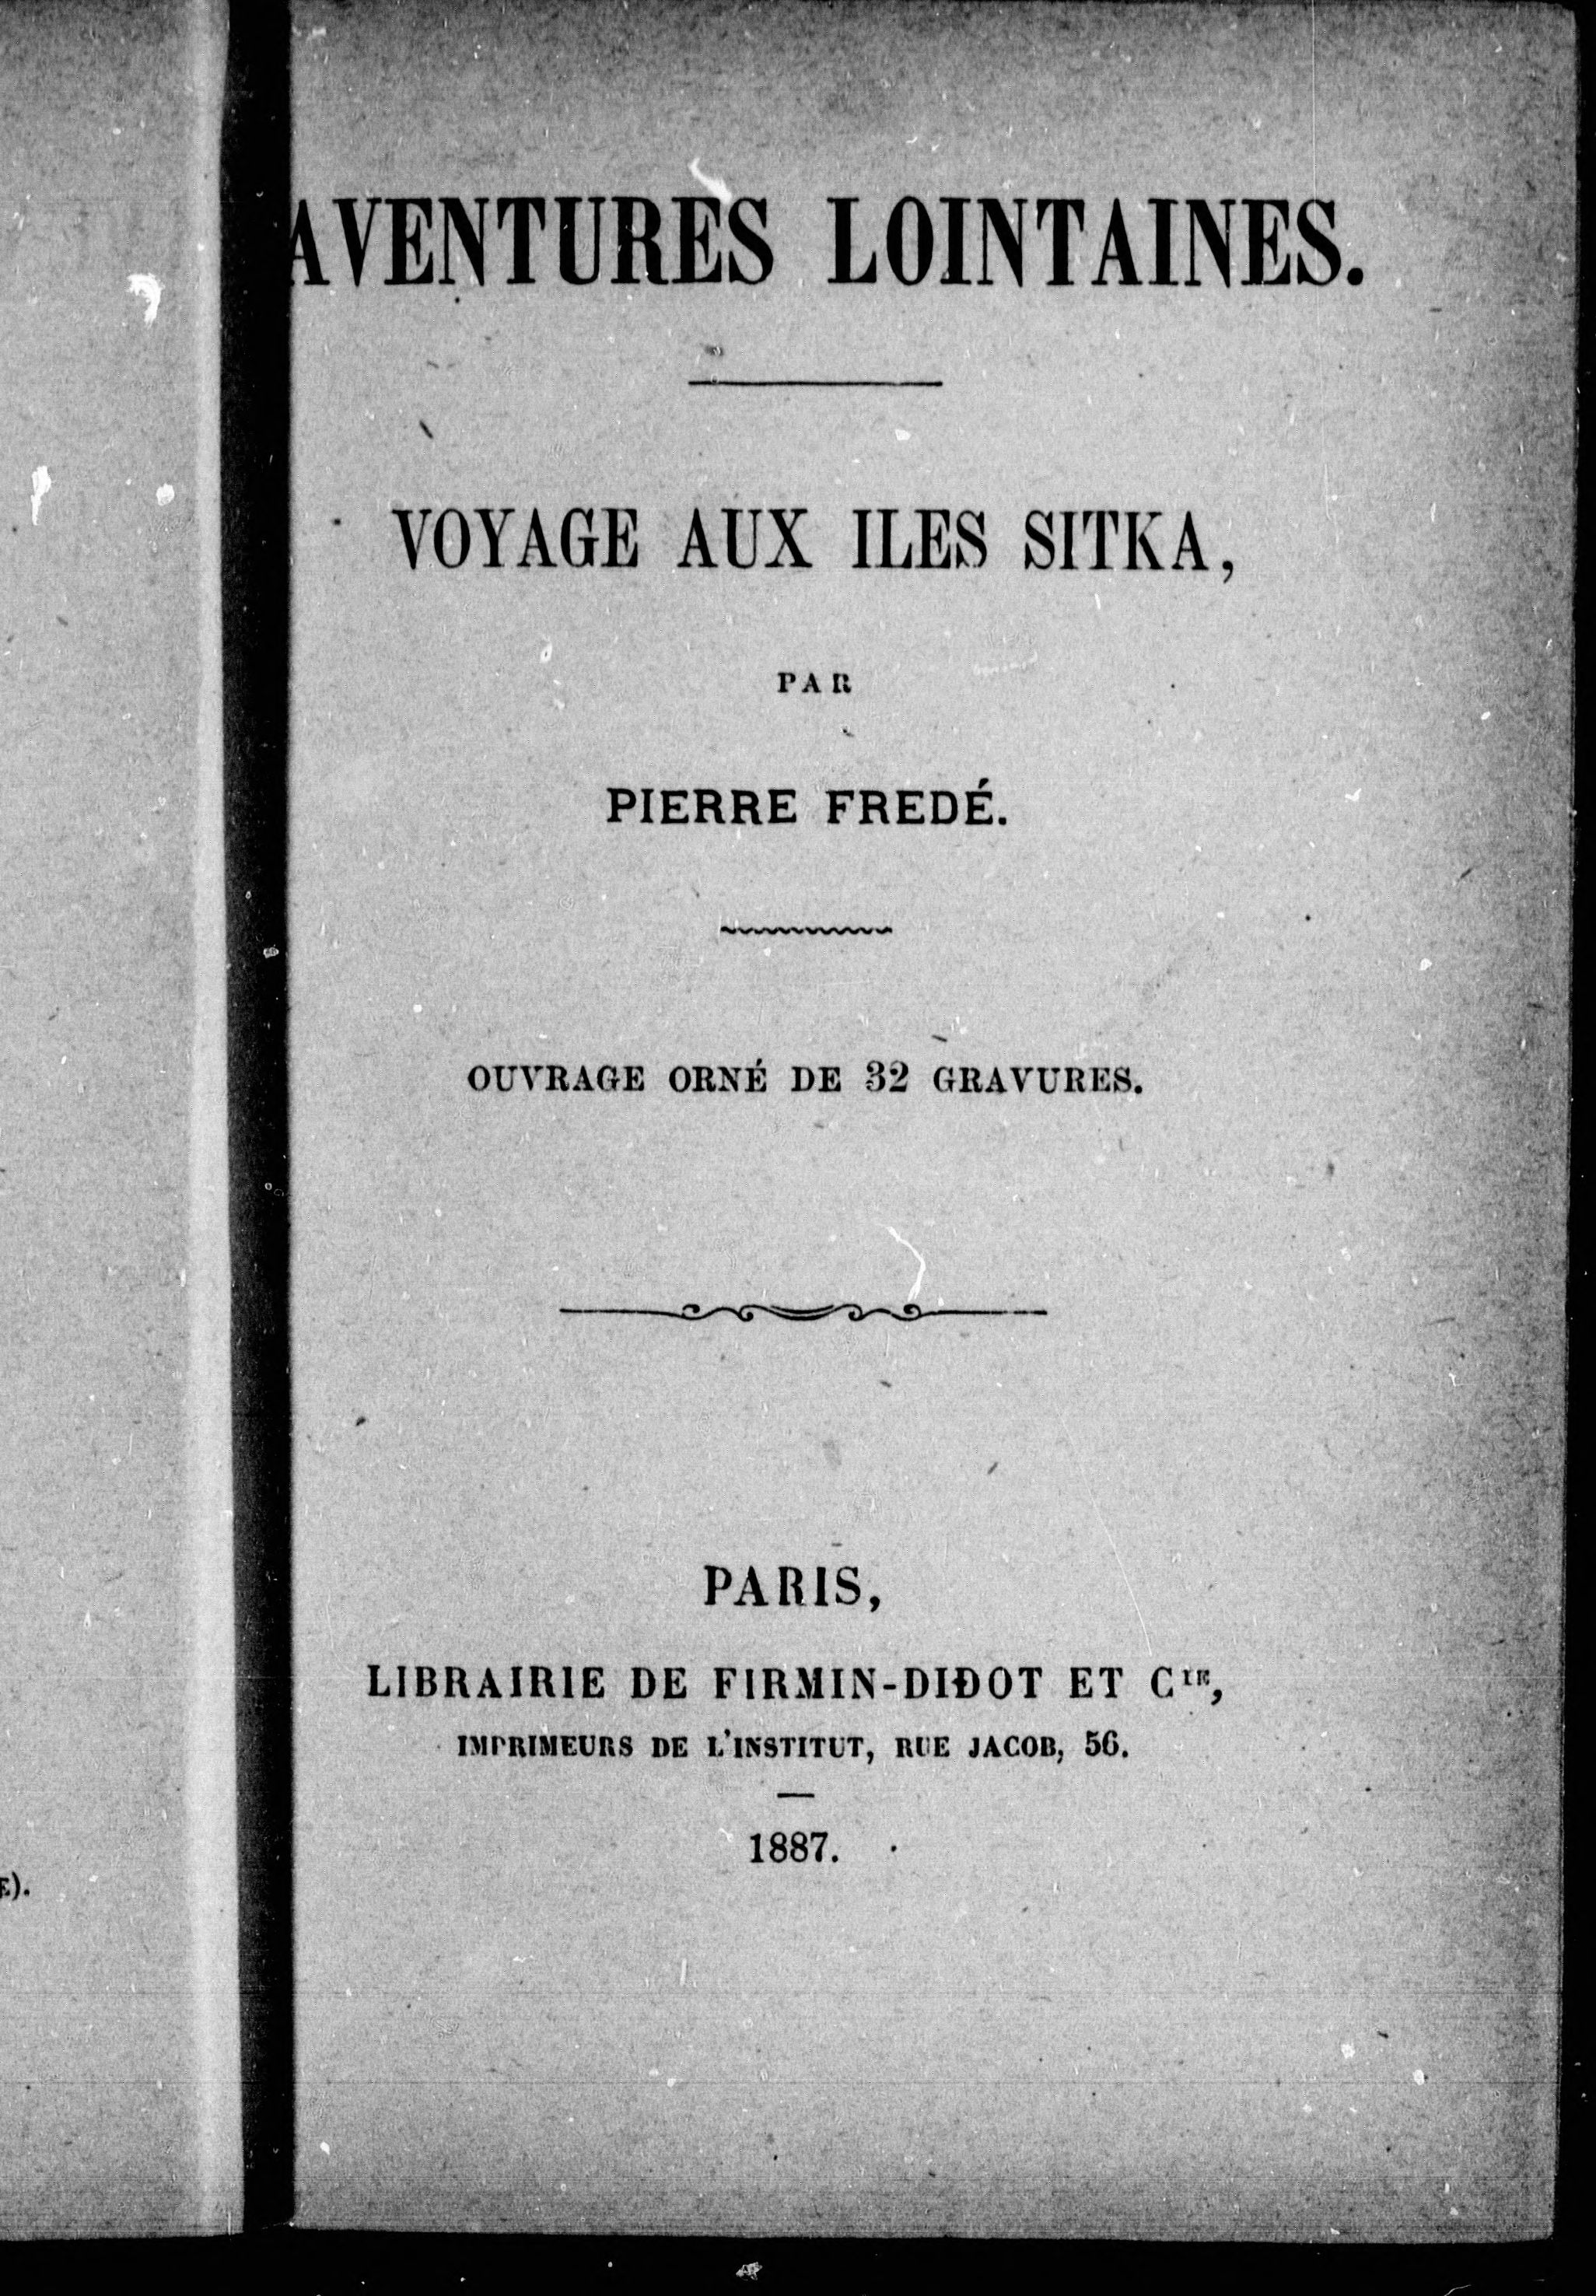 AVENTURES LOINTAINES.
VOYAGE AUX ILES SITKA,
PAR
PIERRE FREDÉ.
OUVRAGE ORNÉ DE 32 GRAVURES.
PARIS,
LIBRAIRIE DE FIRMIN-DIDOT ET CIE,
IMPRIMEURS DE L'INSTITUT, RUE JACOB, 56.
1887.